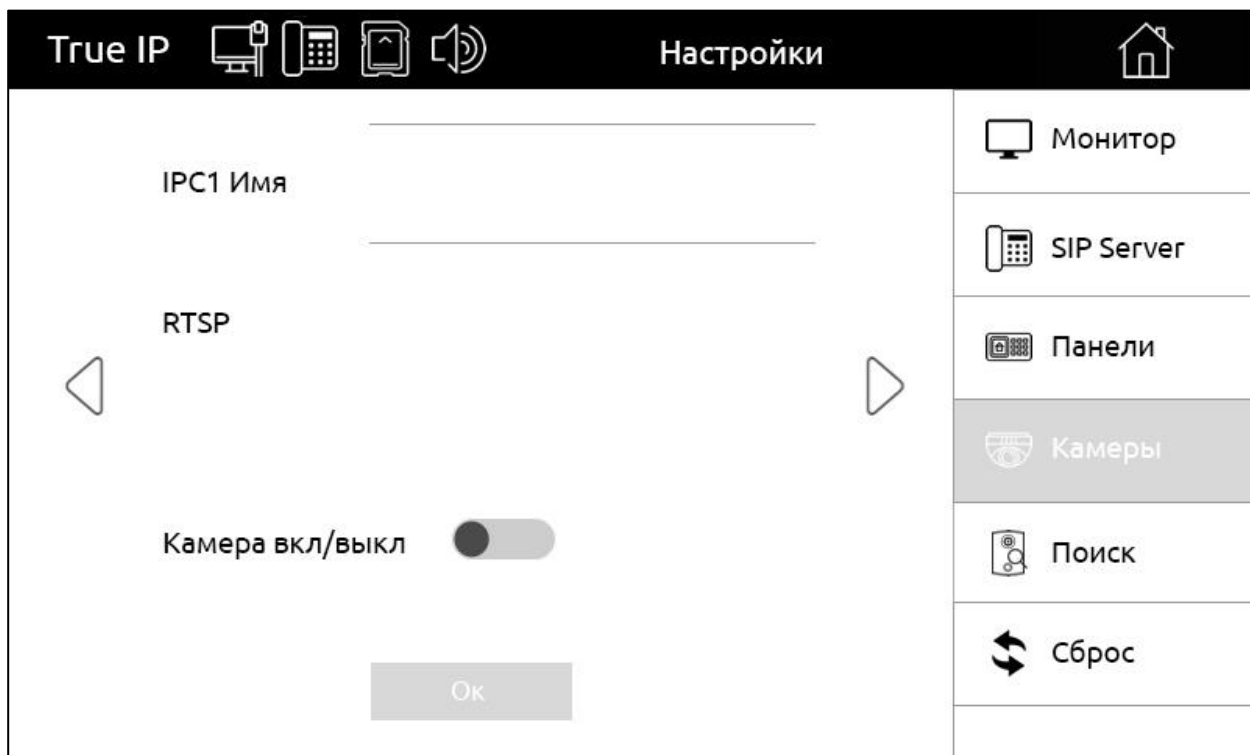 True IP
Настройки
IPC1 Имя
RTSP
Камера вкл/выкл
Ок
Монитор
SIP Server
Панели
Камеры
Поиск
Сброс